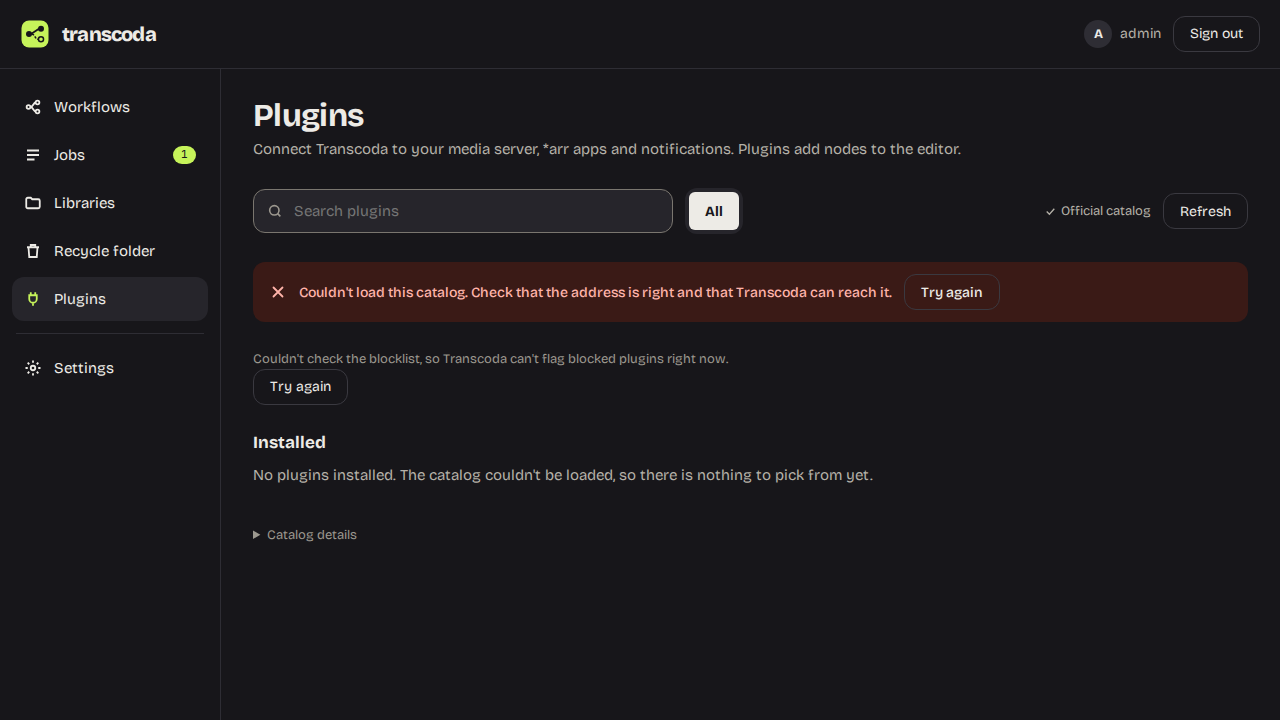 transcoda
A admin Sign out
Workflows
Jobs 1
Libraries
Recycle folder
Plugins
Settings
Plugins
Connect Transcoda to your media server, *arr apps and notifications. Plugins add nodes to the editor.
Search plugins All Official catalog Refresh
Couldn't load this catalog. Check that the address is right and that Transcoda can reach it. Try again
Couldn't check the blocklist, so Transcoda can't flag blocked plugins right now.
Try again
Installed
No plugins installed. The catalog couldn't be loaded, so there is nothing to pick from yet.
Catalog details